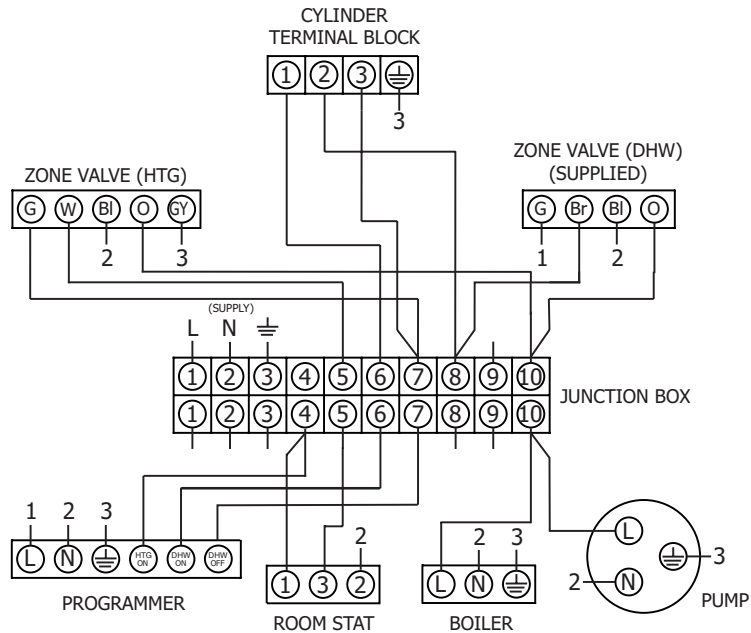 CYLINDER
TERMINAL BLOCK
1 2 3
3
ZONE VALVE (HTG)
G W Bl O GY
2 3
ZONE VALVE (DHW)
(SUPPLIED)
G Br Bl O
1 2
(SUPPLY)
L N
1 2 3 4 5 6 7 8 9 10
1 2 3 4 5 6 7 8 9 10
JUNCTION BOX
1 2 3
L N HTG ON DHW ON DHW OFF
PROGRAMMER
2
1 3 2
ROOM STAT
2 3
L N
BOILER
L
3
2 N
PUMP